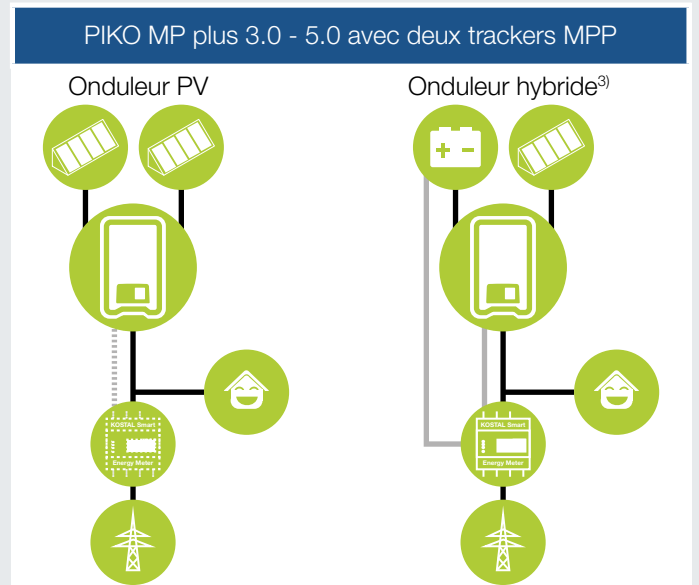 PIKO MP plus 3.0 - 5.0 avec deux trackers MPP
Onduleur PV
Onduleur hybride3)
KOSTAL Smart
Energy Meter
KOSTAL Smart
Energy Meter